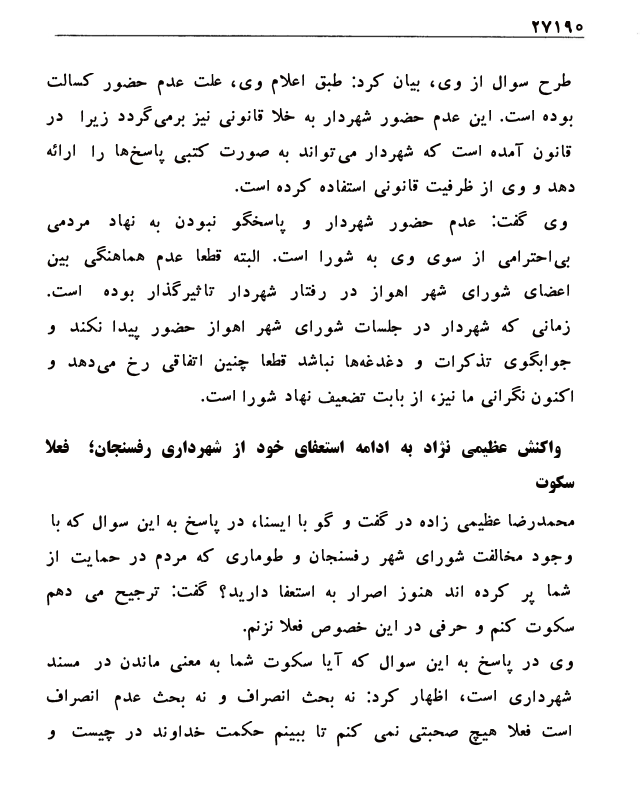 ۲۷۱۹۵
طرح سوال از وی، بیان کرد: طبق اعلام وی، علت عدم حضور کسالت
بوده است. این عدم حضور شهردار به خلا قانونی نیز برمی‌گردد زیرا در
قانون آمده است که شهردار می‌تواند به صورت کتبی پاسخ‌ها را ارائه
دهد و وی از ظرفیت قانونی استفاده کرده است.
وی گفت: عدم حضور شهردار و پاسخگو نبودن به نهاد مردمی
بی‌احترامی از سوی وی به شورا است. البته قطعا عدم هماهنگی بین
اعضای شورای شهر اهواز در رفتار شهردار تاثیرگذار بوده است.
زمانی که شهردار در جلسات شورای شهر اهواز حضور پیدا نکند و
جوابگوی تذکرات و دغدغه‌ها نباشد قطعا چنین اتفاقی رخ می‌دهد و
اکنون نگرانی ما نیز، از بابت تضعیف نهاد شورا است.
واکنش عظیمی نژاد به ادامه استعفای خود از شهرداری رفسنجان؛ فعلا
سکوت
محمدرضا عظیمی زاده در گفت و گو با ایسنا، در پاسخ به این سوال که با
وجود مخالفت شورای شهر رفسنجان و طوماری که مردم در حمایت از
شما پر کرده اند هنوز اصرار به استعفا دارید؟ گفت: ترجیح می دهم
سکوت کنم و حرفی در این خصوص فعلا نزنم.
وی در پاسخ به این سوال که آیا سکوت شما به معنی ماندن در مسند
شهرداری است، اظهار کرد: نه بحث انصراف و نه بحث عدم انصراف
است فعلا هیچ صحبتی نمی کنم تا ببینم حکمت خداوند در چیست و